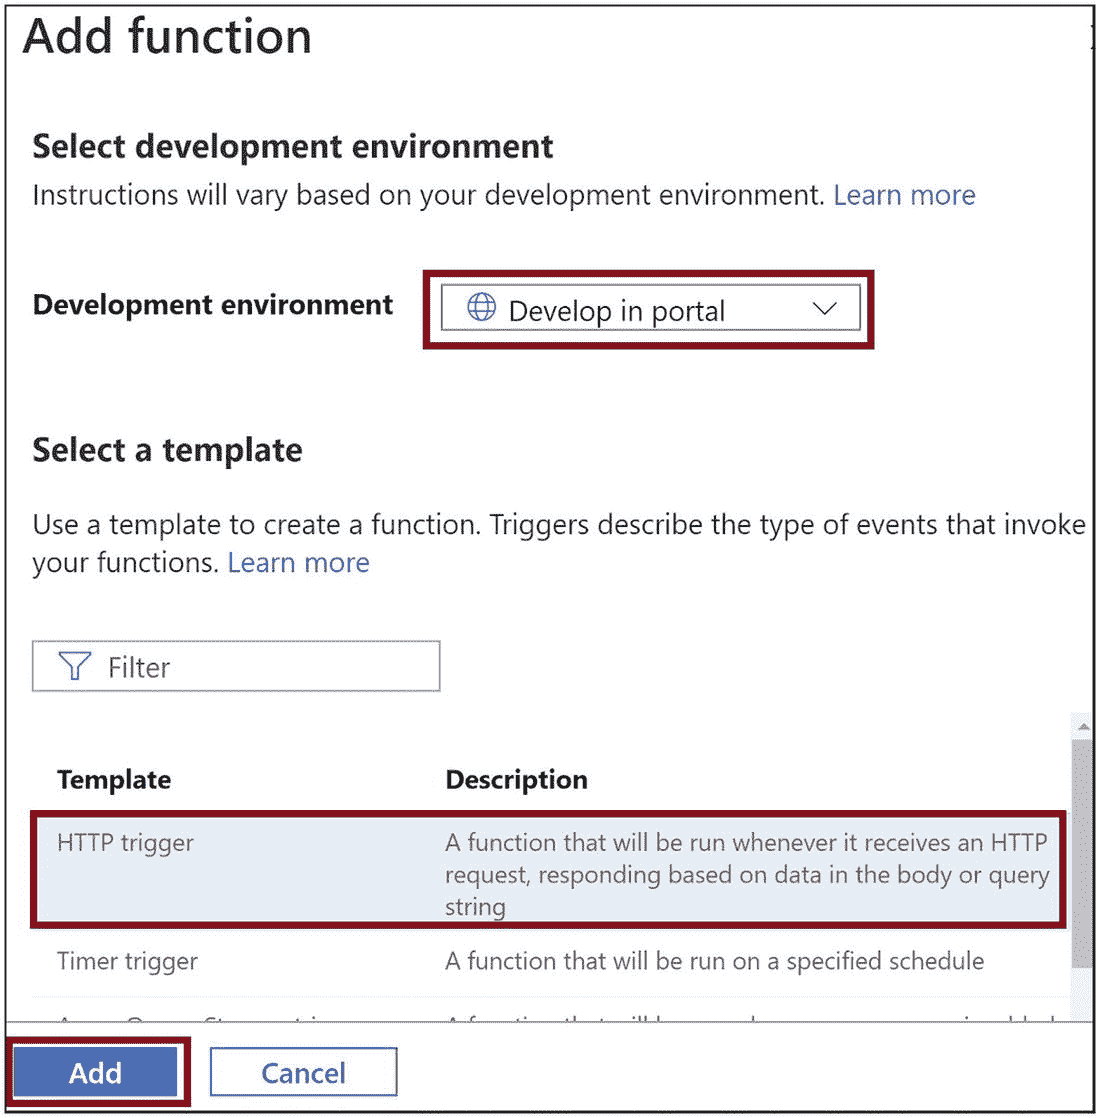 Add function
Select development environment
Instructions will vary based on your development environment. Learn more
Development environment
Develop in portal
Select a template
Use a template to create a function. Triggers describe the type of events that invoke
your functions. Learn more
Filter
Template Description
HTTP trigger A function that will be run whenever it receives an HTTP
request, responding based on data in the body or query
string
Timer trigger A function that will be run on a specified schedule
Add Cancel